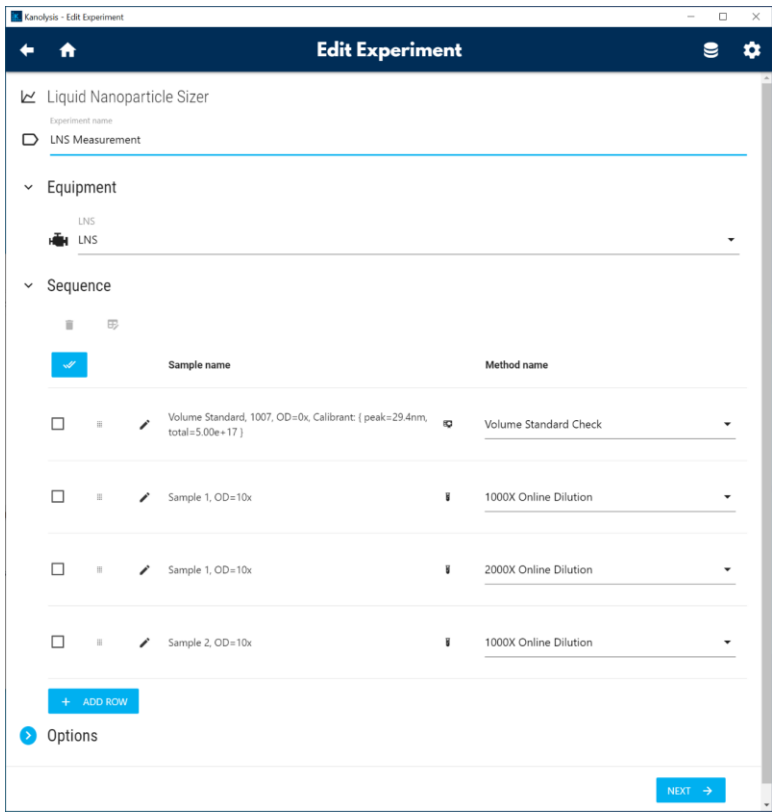 Kanolysis - Edit Experiment
Edit Experiment
Liquid Nanoparticle Sizer
Experiment name
LNS Measurement
Equipment
LNS
LNS
Sequence
Sample name Method name
Volume Standard, 1007, OD=0x, Calibrant: { peak=29.4nm,
total=5.00e+17 }
Volume Standard Check
Sample 1, OD=10x 1000X Online Dilution
Sample 1, OD=10x 2000X Online Dilution
Sample 2, OD=10x 1000X Online Dilution
+ ADD ROW
Options
NEXT →